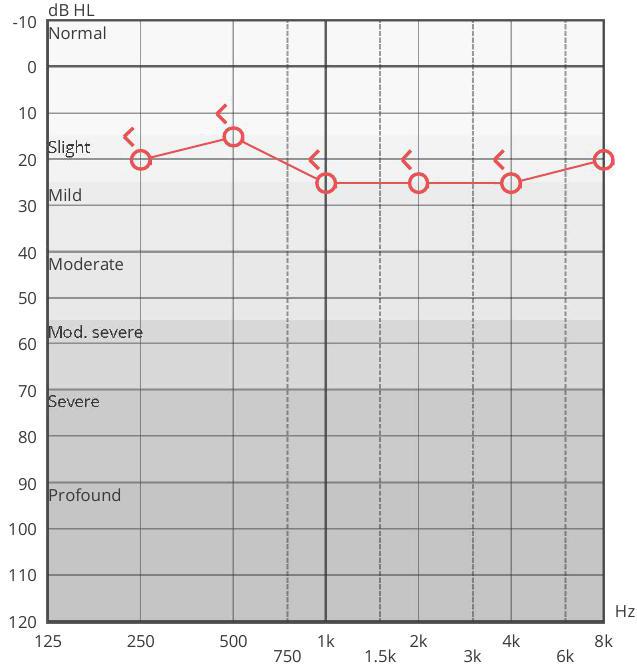 dB HL
-10
Normal
0
10
Slight
20
Mild
30
40
Moderate
50
Mod. severe
60
70
Severe
80
90
Profound
100
110
120
Hz
125 250 500 1k 2k 4k 8k
750 1.5k 3k 6k